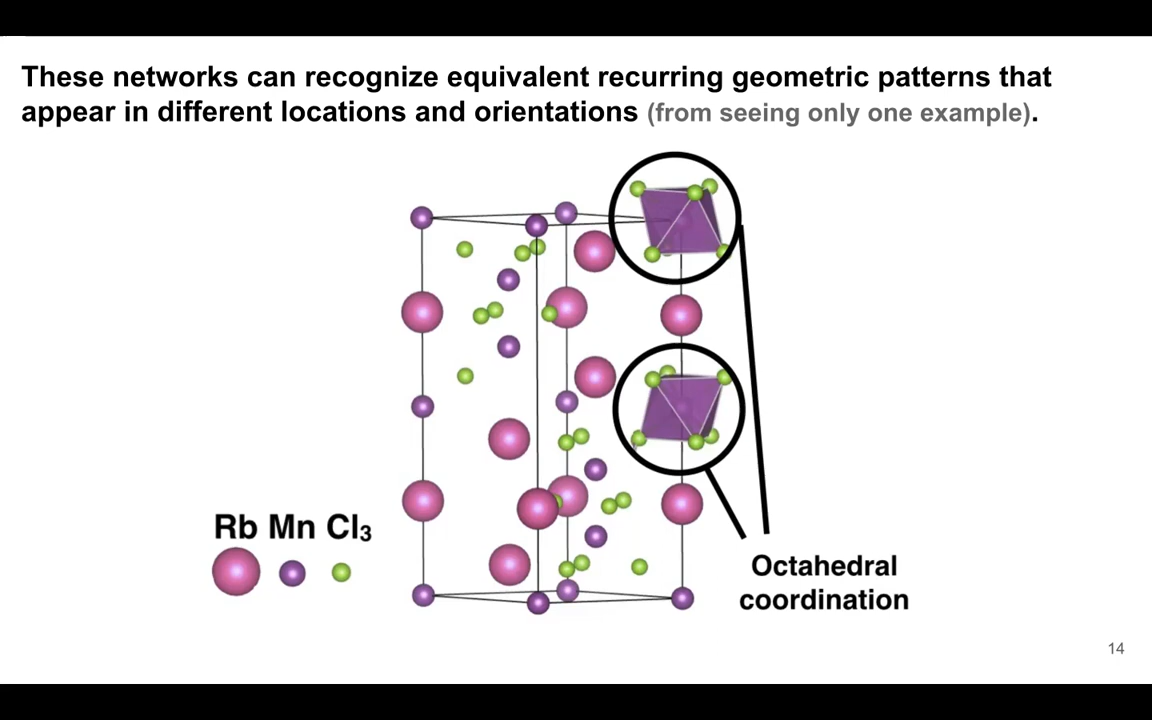 These networks can recognize equivalent recurring geometric patterns that
appear in different locations and orientations (from seeing only one example).
Rb Mn Cl₃
Octahedral
coordination
14